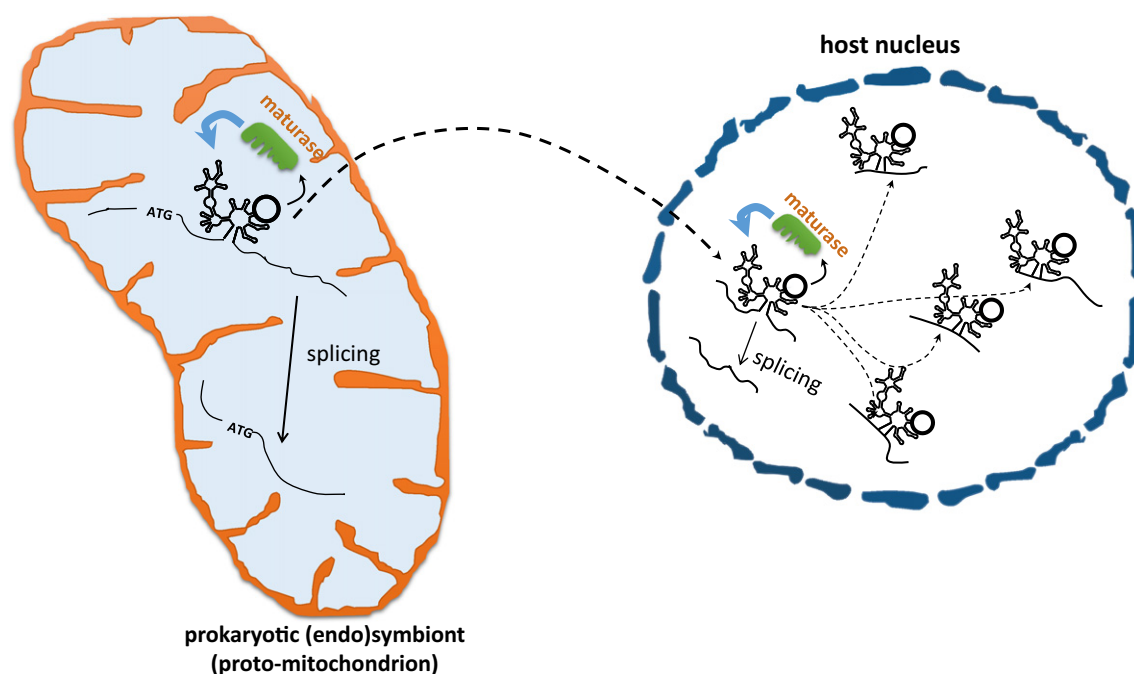 host nucleus
maturase
ATG
splicing
ATG
maturase
splicing
prokaryotic (endo)symbiont
(proto-mitochondrion)